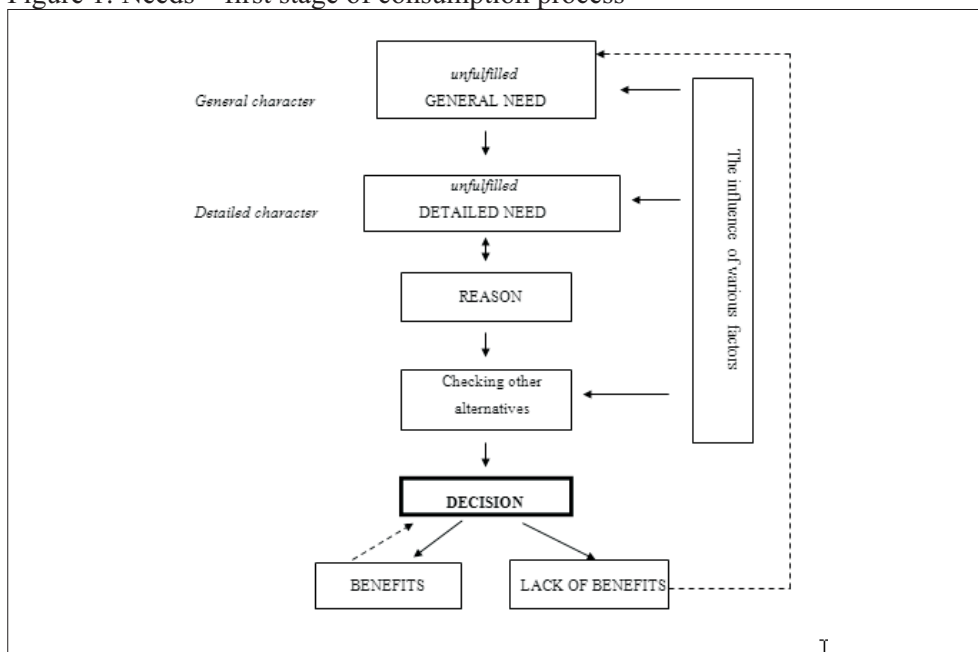 Figure 1. Needs – first stage of consumption process
unfulfilled
GENERAL NEED
General character
unfulfilled
DETAILED NEED
Detailed character
The influence of various factors
REASON
Checking other
alternatives
DECISION
BENEFITS
LACK OF BENEFITS